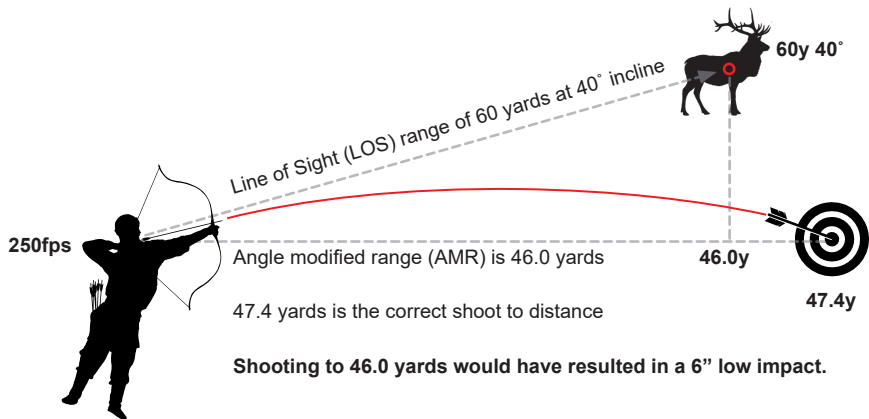 60y 40˚
Line of Sight (LOS) range of 60 yards at 40˚ incline
250fps
Angle modified range (AMR) is 46.0 yards
46.0y
47.4y
47.4 yards is the correct shoot to distance
Shooting to 46.0 yards would have resulted in a 6” low impact.